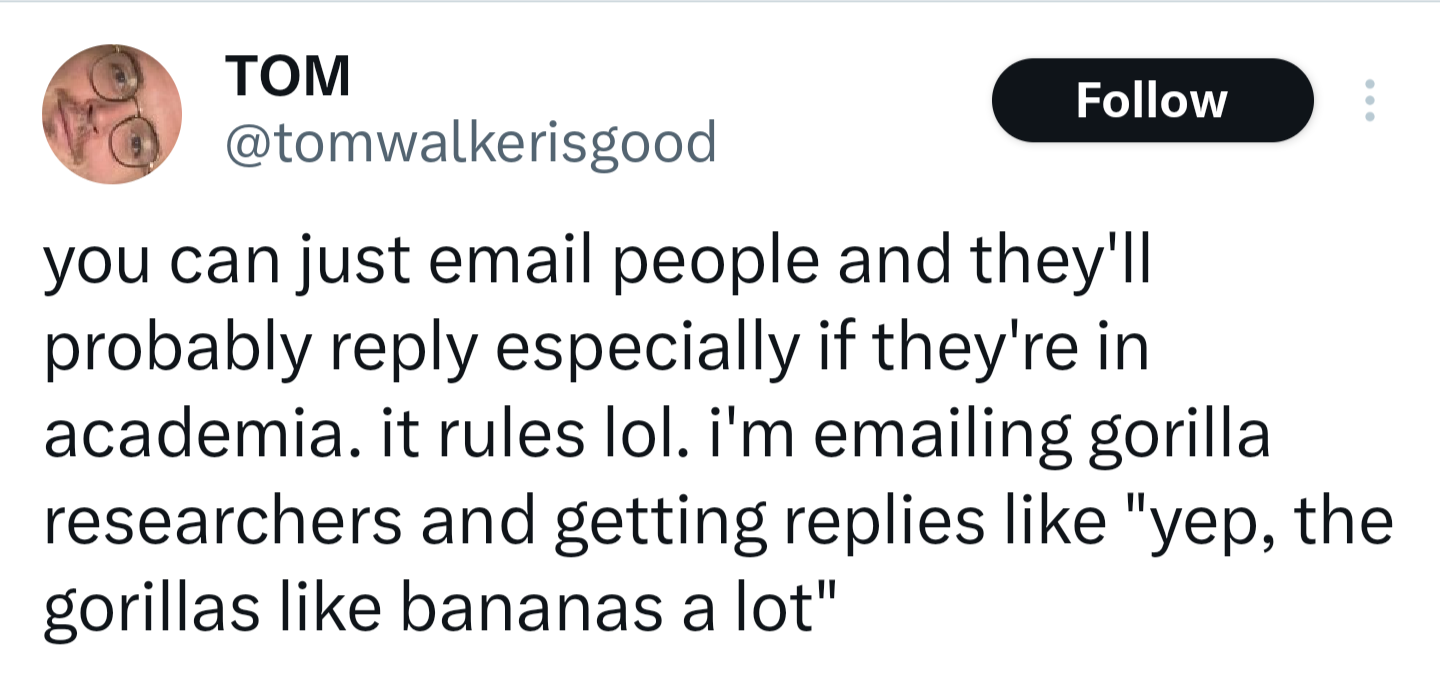 TOM
@tomwalkerisgood
Follow
you can just email people and they'll
probably reply especially if they're in
academia. it rules lol. i'm emailing gorilla
researchers and getting replies like "yep, the
gorillas like bananas a lot"